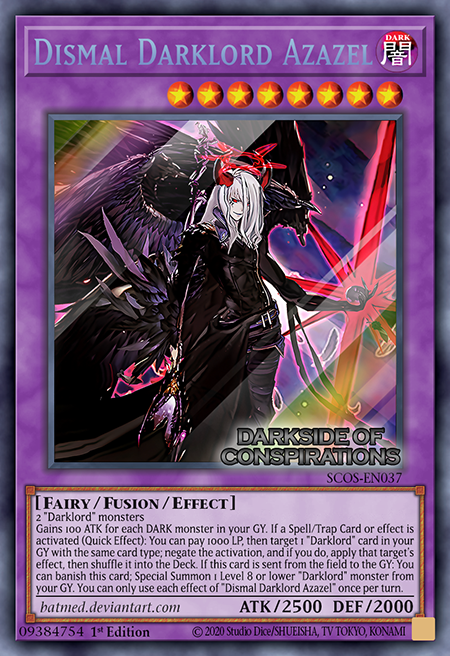 DISMAL DARKLORD AZAZEL
DARK
闇
DARKSIDE OF
CONSPIRATIONS
SCOS-EN037
[FAIRY / FUSION / EFFECT]
2 "Darklord" monsters
Gains 100 ATK for each DARK monster in your GY. If a Spell/Trap Card or effect is
activated (Quick Effect): You can pay 1000 LP, then target 1 "Darklord" card in your
GY with the same card type; negate the activation, and if you do, apply that target's
effect, then shuffle it into the Deck. If this card is sent from the field to the GY: You
can banish this card; Special Summon 1 Level 8 or lower "Darklord" monster from
your GY. You can only use each effect of "Dismal Darklord Azazel" once per turn.
batmed.deviantart.com ATK/2500 DEF/2000
09384754 1st Edition © 2020 Studio Dice/SHUEISHA, TV TOKYO, KONAMI